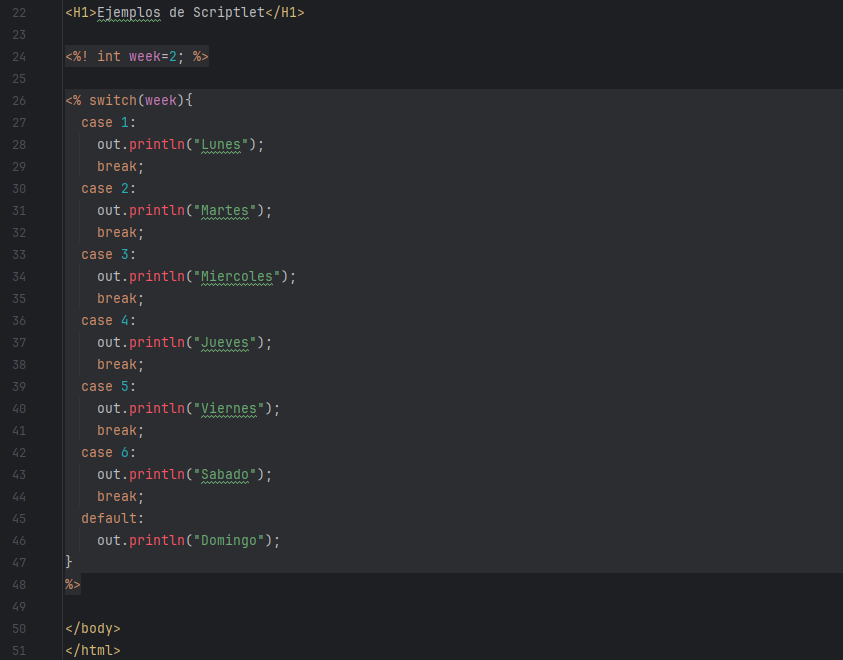 22 <H1>Ejemplos de Scriptlet</H1>
23
24 <%! int week=2; %>
25
26 <% switch(week){
27   case 1:
28     out.println("Lunes");
29     break;
30   case 2:
31     out.println("Martes");
32     break;
33   case 3:
34     out.println("Miercoles");
35     break;
36   case 4:
37     out.println("Jueves");
38     break;
39   case 5:
40     out.println("Viernes");
41     break;
42   case 6:
43     out.println("Sabado");
44     break;
45   default:
46     out.println("Domingo");
47 }
48 %>
49
50 </body>
51 </html>